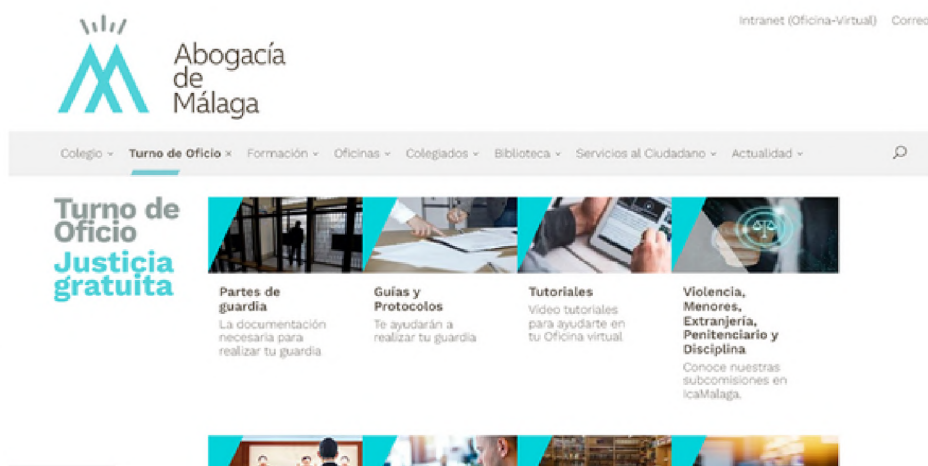 Intranet (Oficina-Virtual) Correo
Abogacía
de
Málaga
Colegio Turno de Oficio × Formación Oficinas Colegiados Biblioteca Servicios al Ciudadano Actualidad
Turno de
Oficio
Justicia
gratuita
Partes de
guardia
La documentación
necesaria para
realizar tu guardia
Guías y
Protocolos
Te ayudarán a
realizar tu guardia
Tutoriales
Video tutoriales
para ayudarte en
tu Oficina virtual
Violencia,
Menores,
Extranjería,
Penitenciario y
Disciplina
Conoce nuestras
subcomisiones en
IcaMalaga.